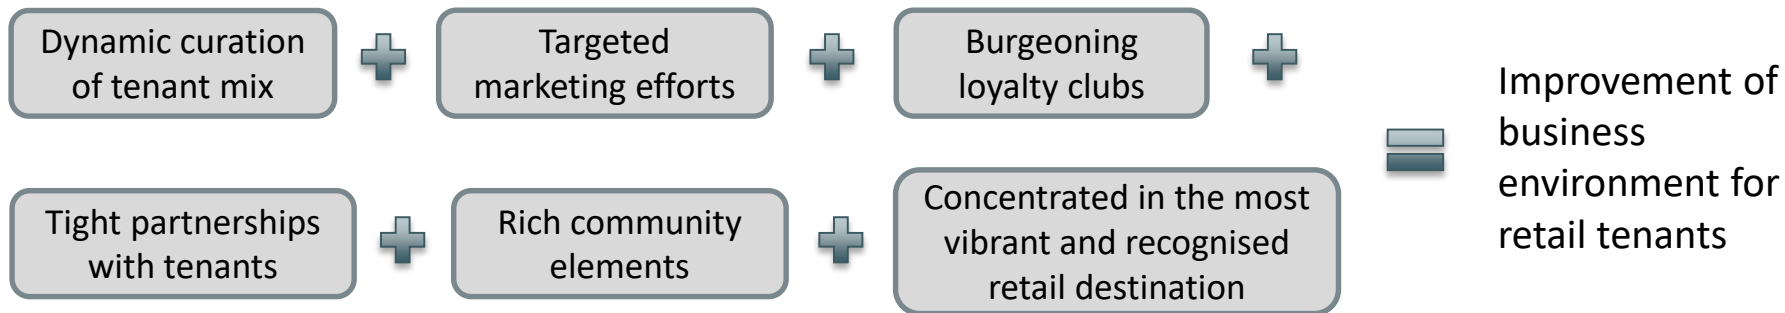 Dynamic curation
of tenant mix
Targeted
marketing efforts
Burgeoning
loyalty clubs
Tight partnerships
with tenants
Rich community
elements
Concentrated in the most
vibrant and recognised
retail destination
Improvement of
business
environment for
retail tenants